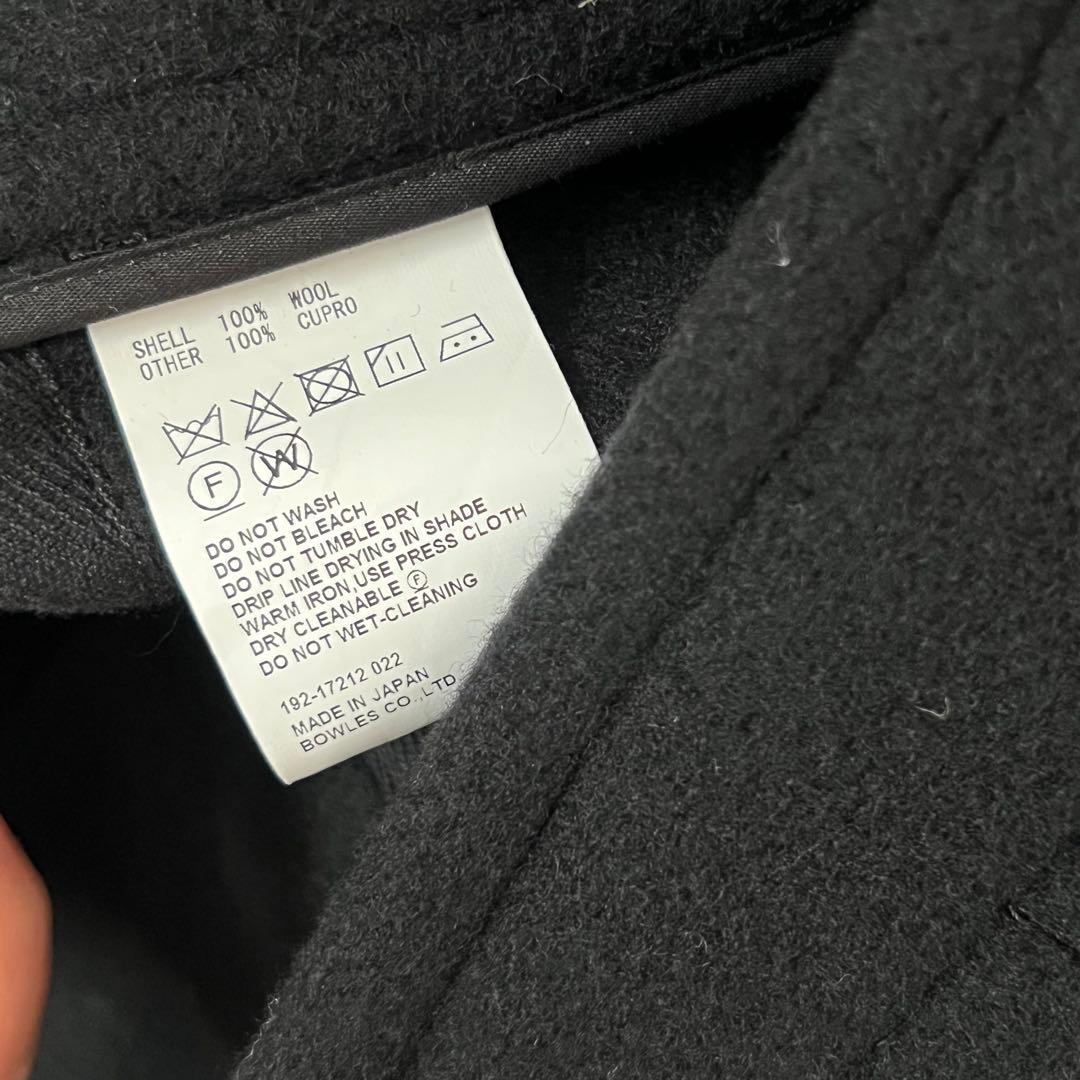 SHELL 100% WOOL
OTHER 100% CUPRO
F W
DO NOT WASH
DO NOT BLEACH
DO NOT TUMBLE DRY
DRIP LINE DRYING IN SHADE
WARM IRON,USE PRESS CLOTH
DRY CLEANABLE Ⓕ
DO NOT WET-CLEANING
192-17212 022
MADE IN JAPAN
BOWLES CO.,LTD